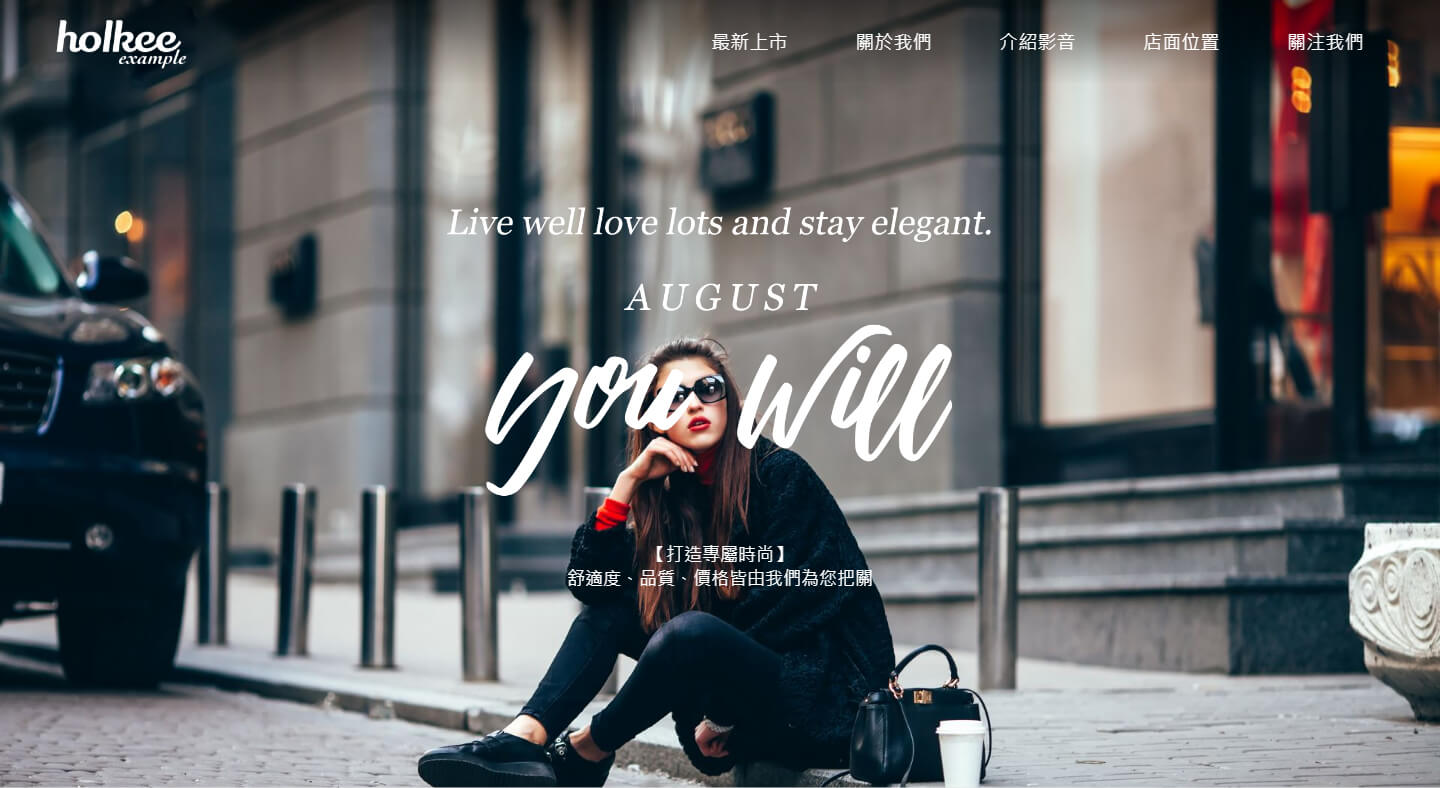 holkee
example
最新上市
關於我們
介紹影音
店面位置
關注我們
Live well love lots and stay elegant.
AUGUST
you will
【打造專屬時尚】
舒適度、品質、價格皆由我們為您把關